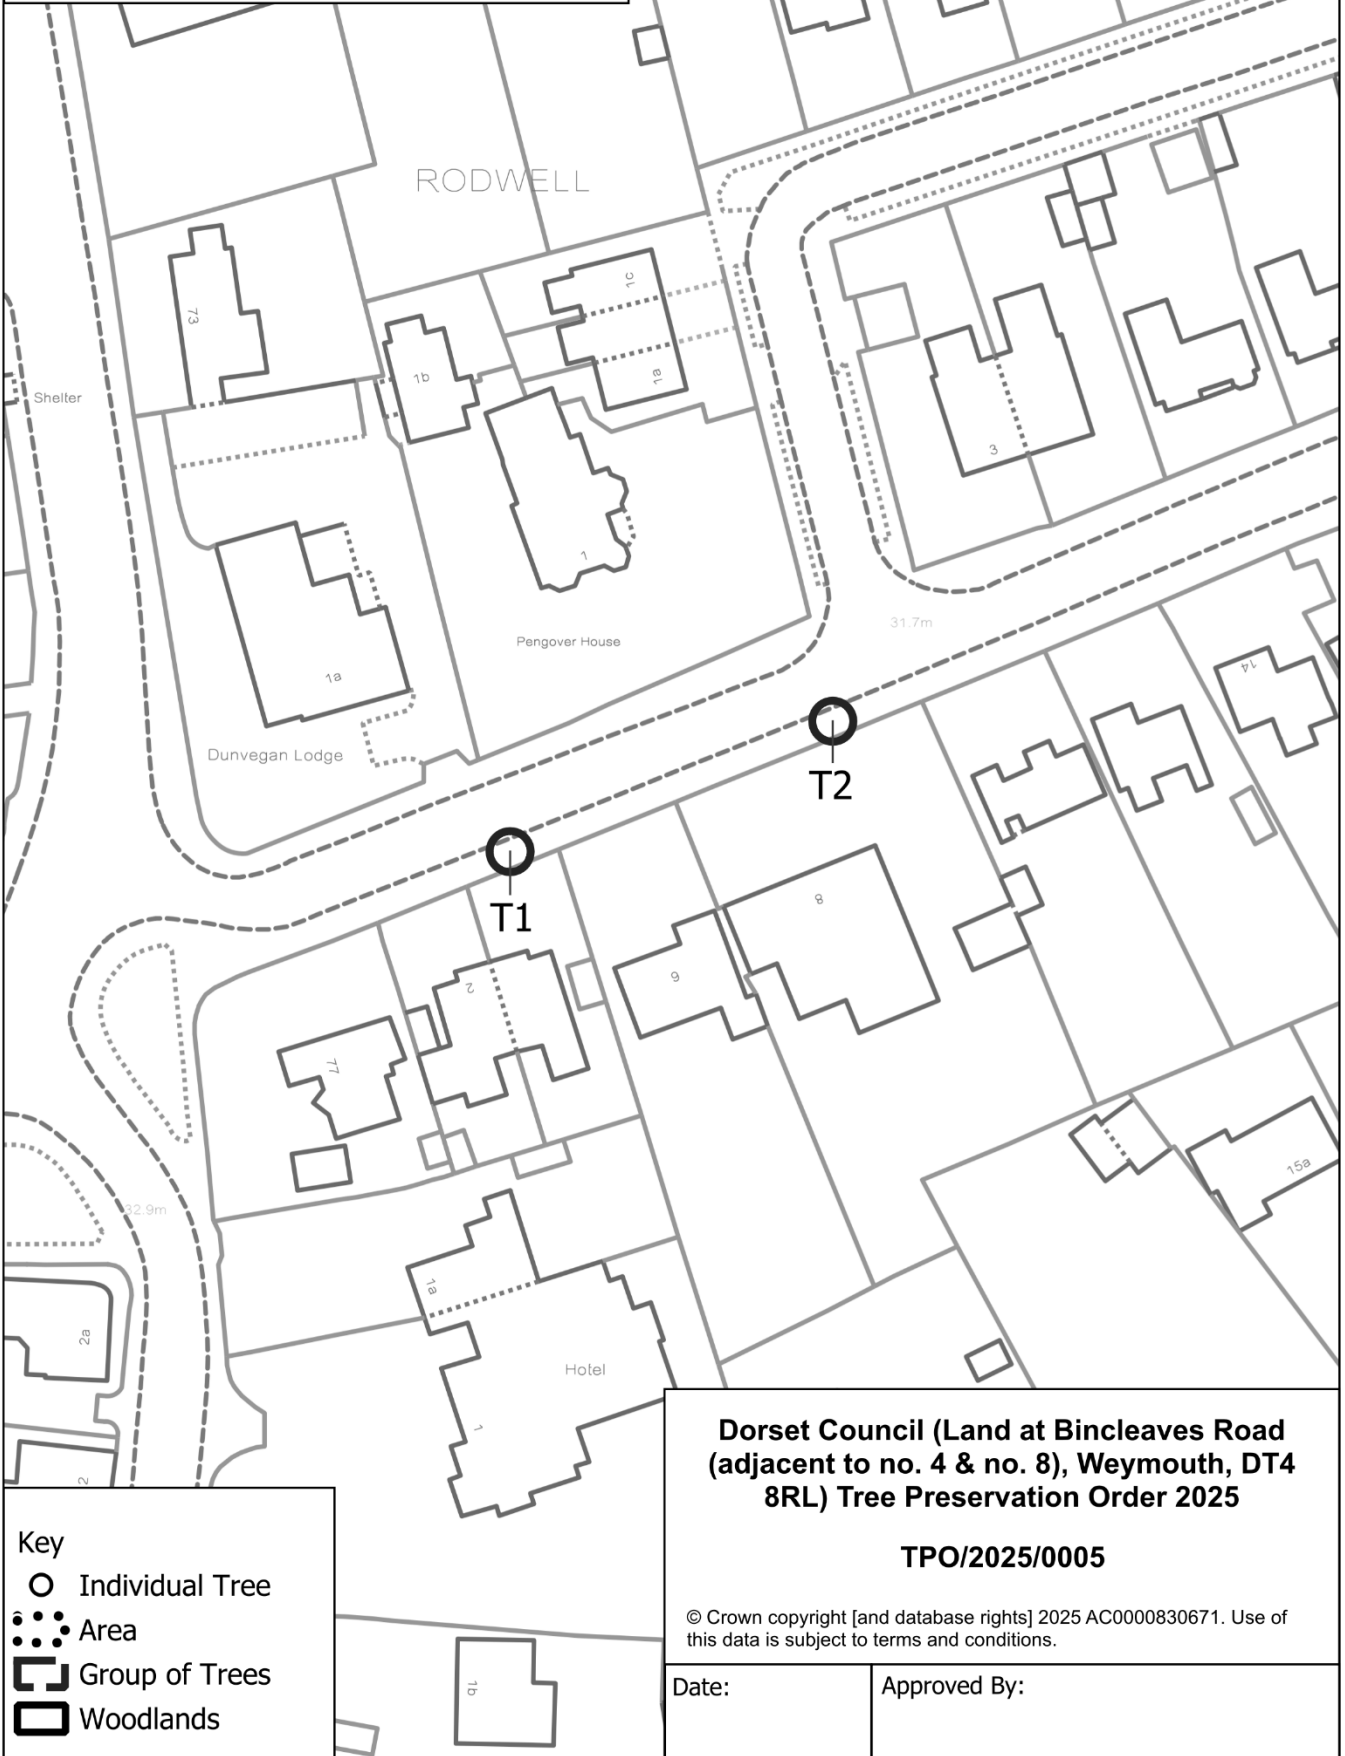 RODWELL
73
1c
1b
1a
Shelter
3
1
31.7m
Pengover House
1a
14
Dunvegan Lodge
T2
T1
8
6
2
77
15a
32.9m
1a
2a
Hotel
1
2
Dorset Council (Land at Bincleaves Road
(adjacent to no. 4 & no. 8), Weymouth, DT4
8RL) Tree Preservation Order 2025
TPO/2025/0005
© Crown copyright [and database rights] 2025 AC0000830671. Use of
this data is subject to terms and conditions.
Date:
Approved By:
Key
Individual Tree
Area
Group of Trees
Woodlands
1b